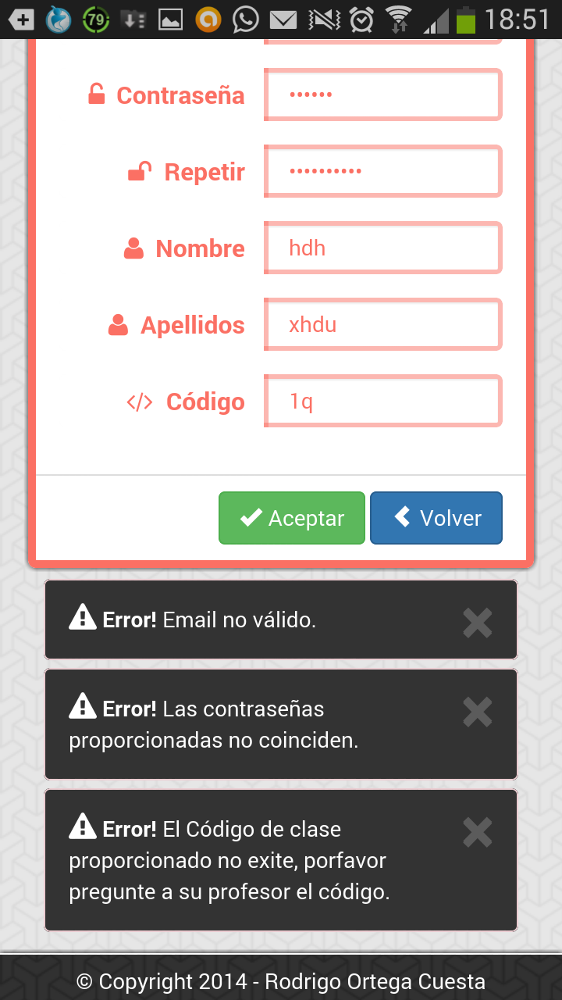 79 18:51
Contraseña ••••••
Repetir ••••••••••
Nombre hdh
Apellidos xhdu
Código 1q
Aceptar Volver
Error! Email no válido.
Error! Las contraseñas
proporcionadas no coinciden.
Error! El Código de clase
proporcionado no exite, porfavor
pregunte a su profesor el código.
© Copyright 2014 - Rodrigo Ortega Cuesta